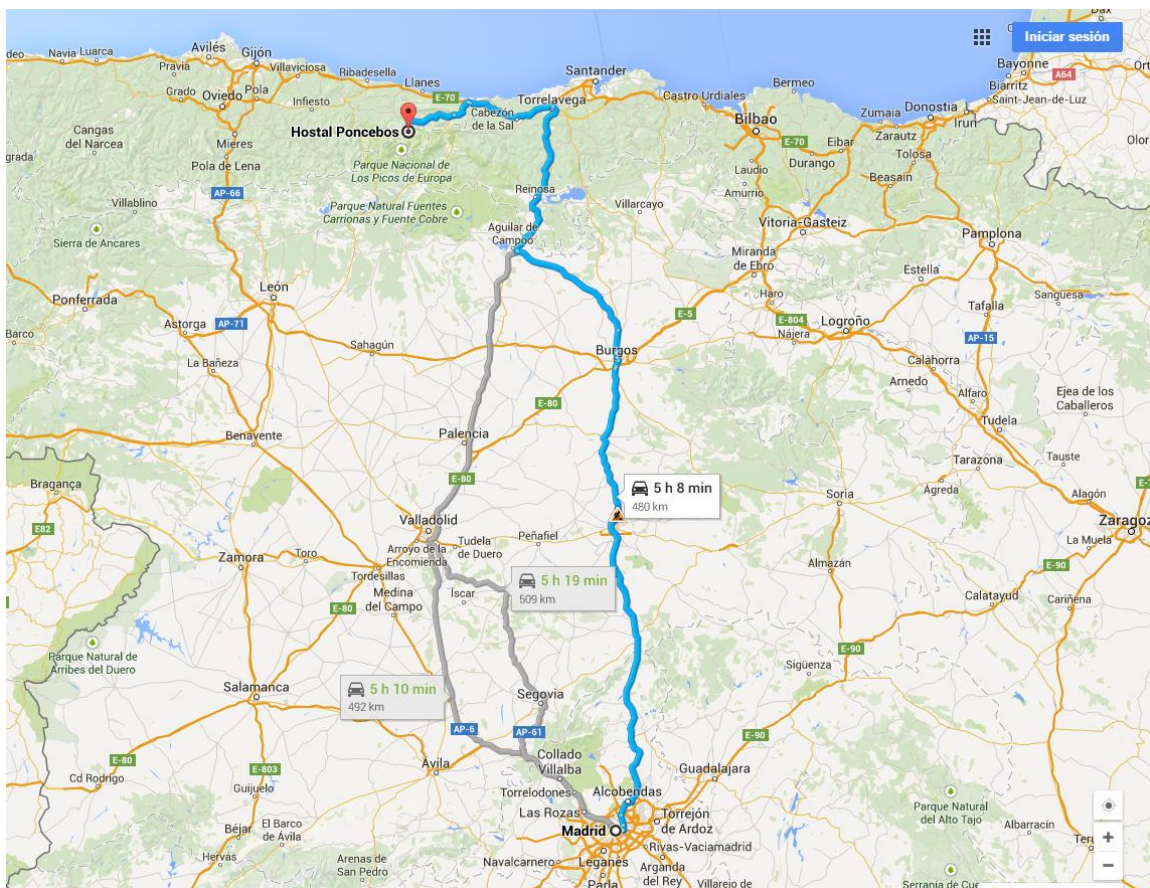 Iniciar sesión
Dax
Bayonne
A64
Biarritz
Saint-Jean-de-Luz
Navia
Luarca
Avilés
Gijón
Pravia
Villaviciosa
Ribadesella
Llanes
Santander
Bermeo
Grado
Oviedo
Pola
E-70
Torrelavega
Castro Urdiales
Zumaia
Donostia
Irun
Infiesto
Cabezón
de la Sal
Bilbao
Zarautz
Hostal Poncebos
Cangas
del Narcea
Mieres
E-70
Eibar
Tolosa
Pola de Lena
Parque Nacional de
Los Picos de Europa
Laudio
Durango
Beasain
Amurrio
AP-66
Reinosa
Villablino
Parque Natural Fuentes
Carrionas y Fuente Cobre
Villarcayo
Vitoria-Gasteiz
Pamplona
Sierra de Ancares
Aguilar de
Campoo
Miranda
de Ebro
Estella
León
Haro
Sangüesa
Ponferrada
E-5
Tafalla
Barco
Astorga
AP-71
E-804
Logroño
Nájera
AP-15
Sahagún
Burgos
La Bañeza
Calahorra
Arnedo
Alfaro
Ejea de los
Caballeros
E-80
Tudela
Benavente
Palencia
Tauste
Tarazona
E-80
5 h 8 min
480 km
Bragança
Soria
Ágreda
Alagón
E82
Valladolid
Zaragoz
Arroyo de la
Encomienda
Tudela
de Duero
Peñafiel
La Muela
Zamora
Toro
Tordesillas
Almazán
E-90
5 h 19 min
509 km
Medina
del Campo
Iscar
E-80
Calatayud
Cariñena
Parque Natural de
Arribes del Duero
E-90
Sigüenza
Salamanca
5 h 10 min
492 km
Segovia
AP-6
AP-61
E-90
E-80
Collado
Villalba
Ávila
Guadalajara
E-803
Cd Rodrigo
Guijuelo
Torrelodones
Alcobendas
Parque Natural
del Alto Tajo
Las Rozas
Torrejón
de Ardoz
Madrid
Albarracín
Béjar
El Barco
de Ávila
Rivas-Vaciamadrid
Hervás
Arenas de
San Pedro
Navalcarnero
Leganés
Arganda
del Rey
Parla
Villarejo de
+
−